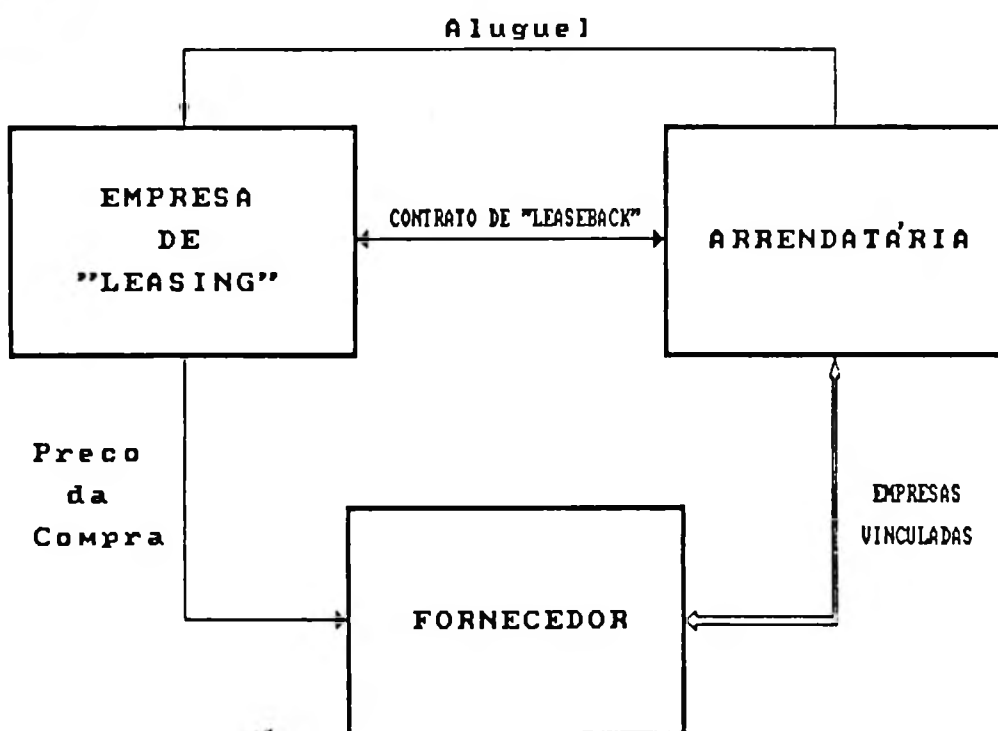 Aluguel
EMPRESA
DE
"LEASING"
CONTRATO DE "LEASEBACK"
ARRENDATÁRIA
Preco
da
Compra
EMPRESAS
VINCULADAS
FORNECEDOR